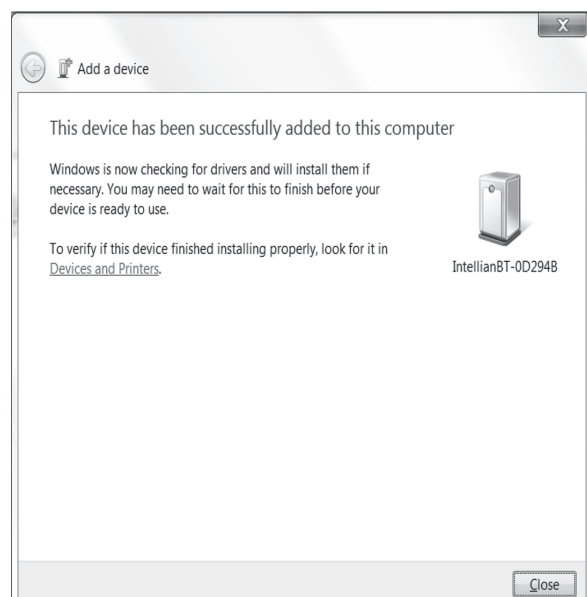 X
Add a device
This device has been successfully added to this computer
Windows is now checking for drivers and will install them if
necessary. You may need to wait for this to finish before your
device is ready to use.
To verify if this device finished installing properly, look for it in
Devices and Printers.
IntellianBT-0D294B
Close